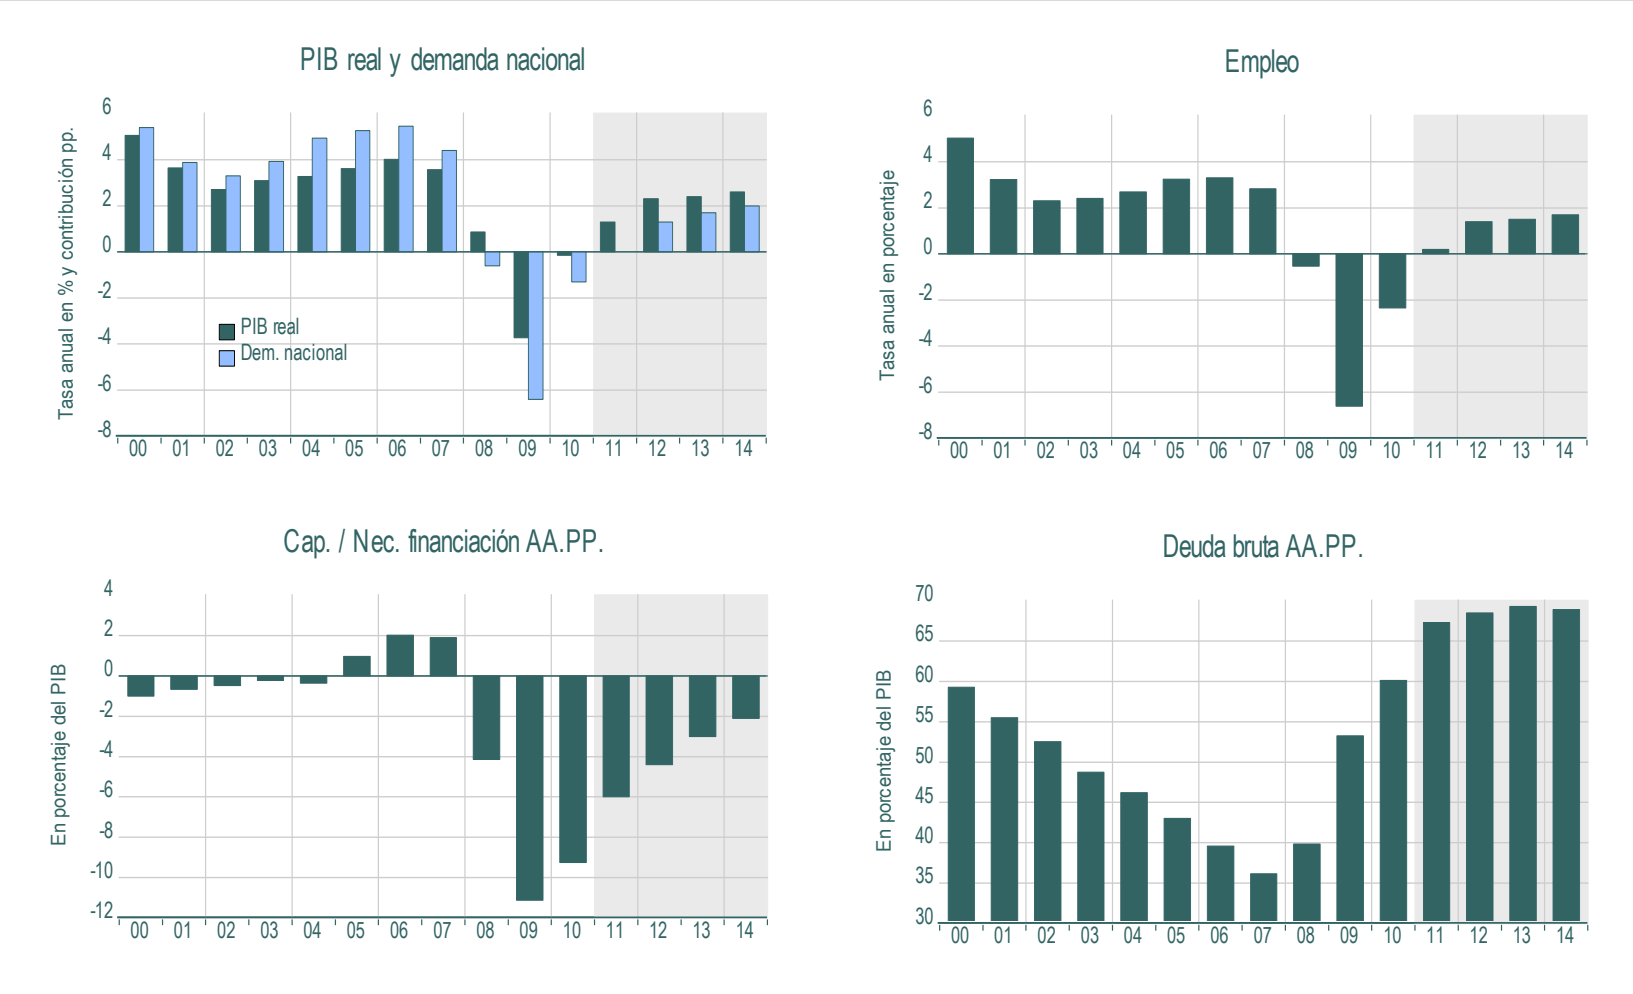 PIB real y demanda nacional
Tasa anual en % y contribución pp.
6
4
2
0
-2
-4
-6
-8
PIB real
Dem. nacional
00 01 02 03 04 05 06 07 08 09 10 11 12 13 14
Empleo
Tasa anual en porcentaje
6
4
2
0
-2
-4
-6
-8
00 01 02 03 04 05 06 07 08 09 10 11 12 13 14
Cap. / Nec. financiación AA.PP.
En porcentaje del PIB
4
2
0
-2
-4
-6
-8
-10
-12
00 01 02 03 04 05 06 07 08 09 10 11 12 13 14
Deuda bruta AA.PP.
En porcentaje del PIB
70
65
60
55
50
45
40
35
30
00 01 02 03 04 05 06 07 08 09 10 11 12 13 14